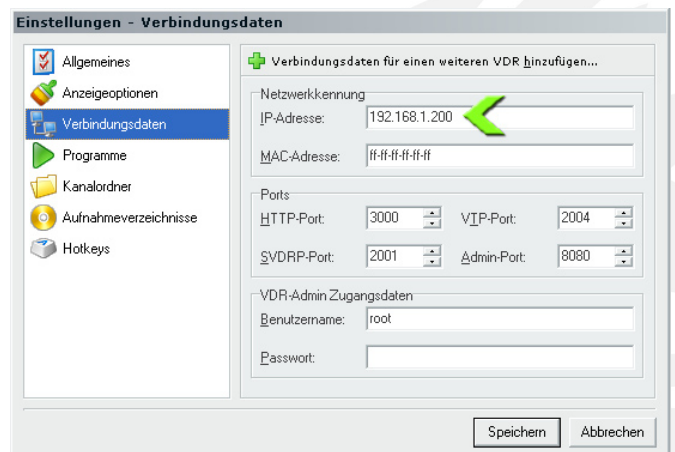 Einstellungen - Verbindungsdaten
Allgemeines
Anzeigeoptionen
Verbindungsdaten
Programme
Kanalordner
Aufnahmeverzeichnisse
Hotkeys
Verbindungsdaten für einen weiteren VDR hinzufügen...
Netzwerkkennung
IP-Adresse: 192.168.1.200
MAC-Adresse: ff-ff-ff-ff-ff-ff
Ports
HTTP-Port: 3000 VTP-Port: 2004
SVDRP-Port: 2001 Admin-Port: 8080
VDR-Admin Zugangsdaten
Benutzername: root
Passwort:
Speichern Abbrechen